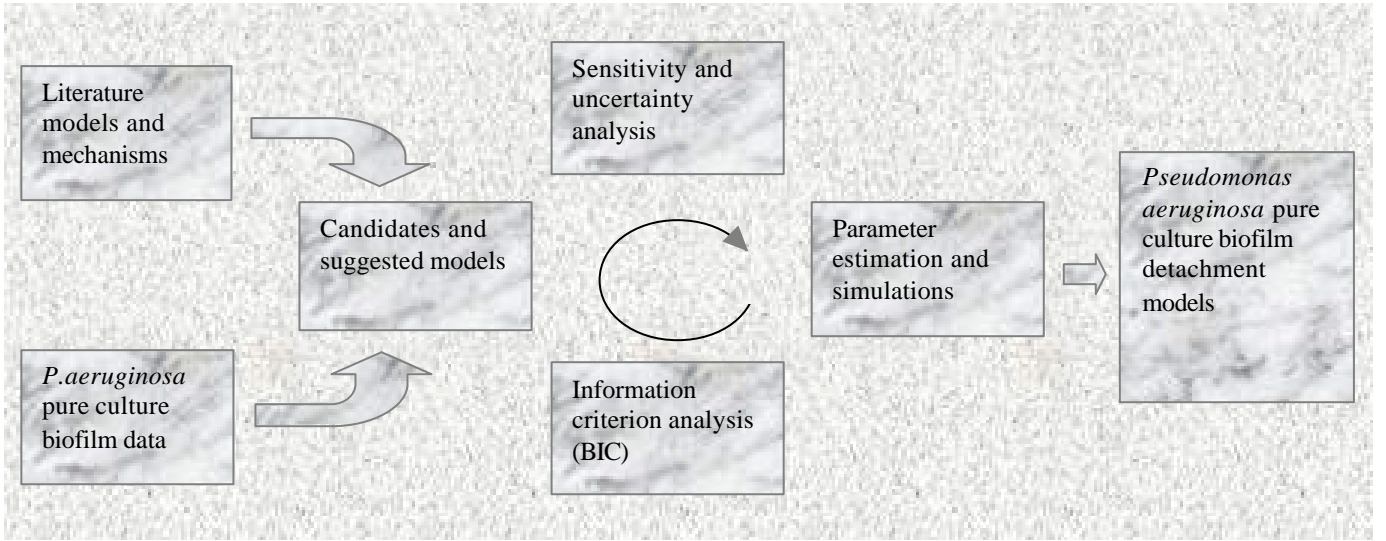 Literature
models and
mechanisms
P.aeruginosa
pure culture
biofilm data
Candidates and
suggested models
Sensitivity and
uncertainty
analysis
Information
criterion analysis
(BIC)
Parameter
estimation and
simulations
Pseudomonas
aeruginosa pure
culture biofilm
detachment
models